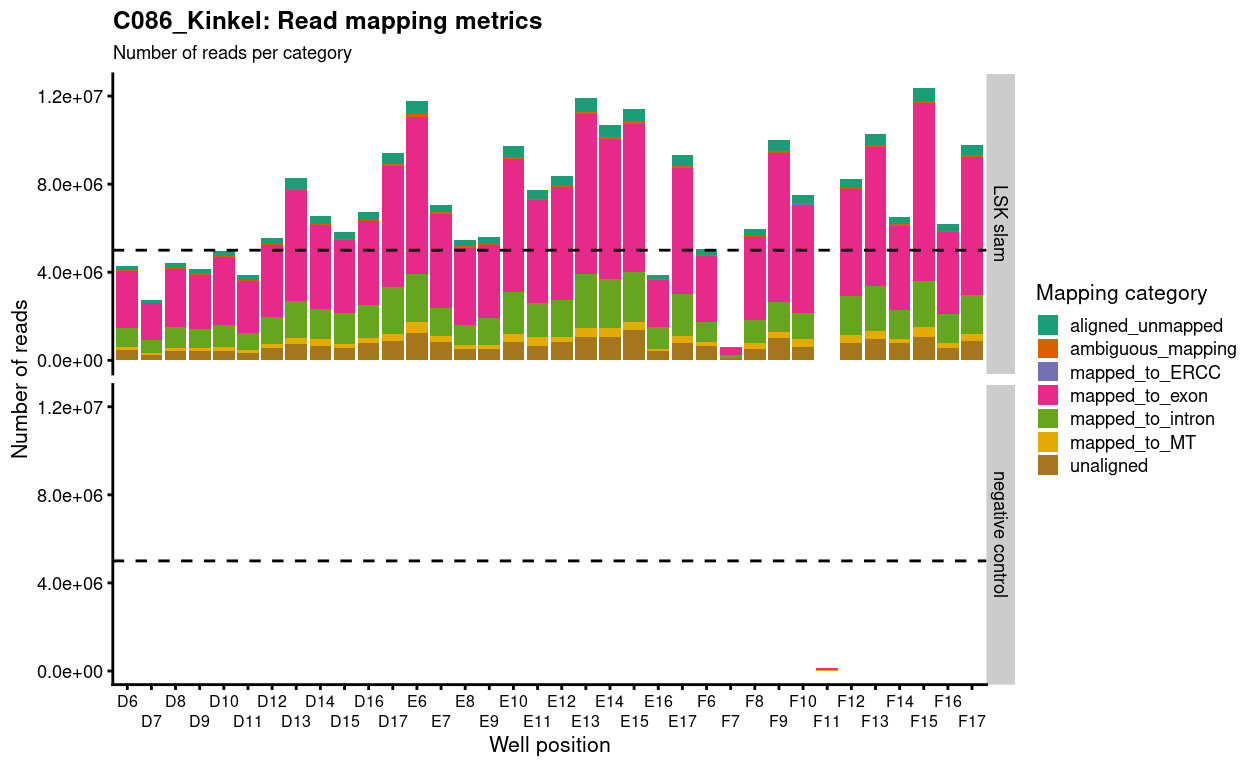 C086_Kinkel: Read mapping metrics
Number of reads per category
Number of reads
1.2e+07
8.0e+06
4.0e+06
0.0e+00
LSK slam
1.2e+07
8.0e+06
4.0e+06
0.0e+00
negative control
D6 D8 D10 D12 D14 D16 E6 E8 E10 E12 E14 E16 F6 F8 F10 F12 F14 F16
D7 D9 D11 D13 D15 D17 E7 E9 E11 E13 E15 E17 F7 F9 F11 F13 F15 F17
Well position
Mapping category
aligned_unmapped
ambiguous_mapping
mapped_to_ERCC
mapped_to_exon
mapped_to_intron
mapped_to_MT
unaligned